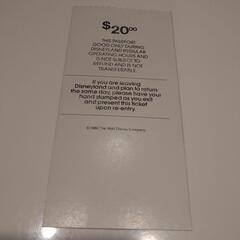 $20.00
THIS PASSPORT
GOOD ONLY DURING
DISNEYLAND REGULAR
OPERATING HOURS AND
IS NOT SUBJECT TO
REFUND AND IS NOT
TRANSFERABLE.
If you are leaving
Disneyland and plan to return
the same day, please have your
hand stamped as you exit
and present this ticket
upon re-entry.
The Walt Disney Company